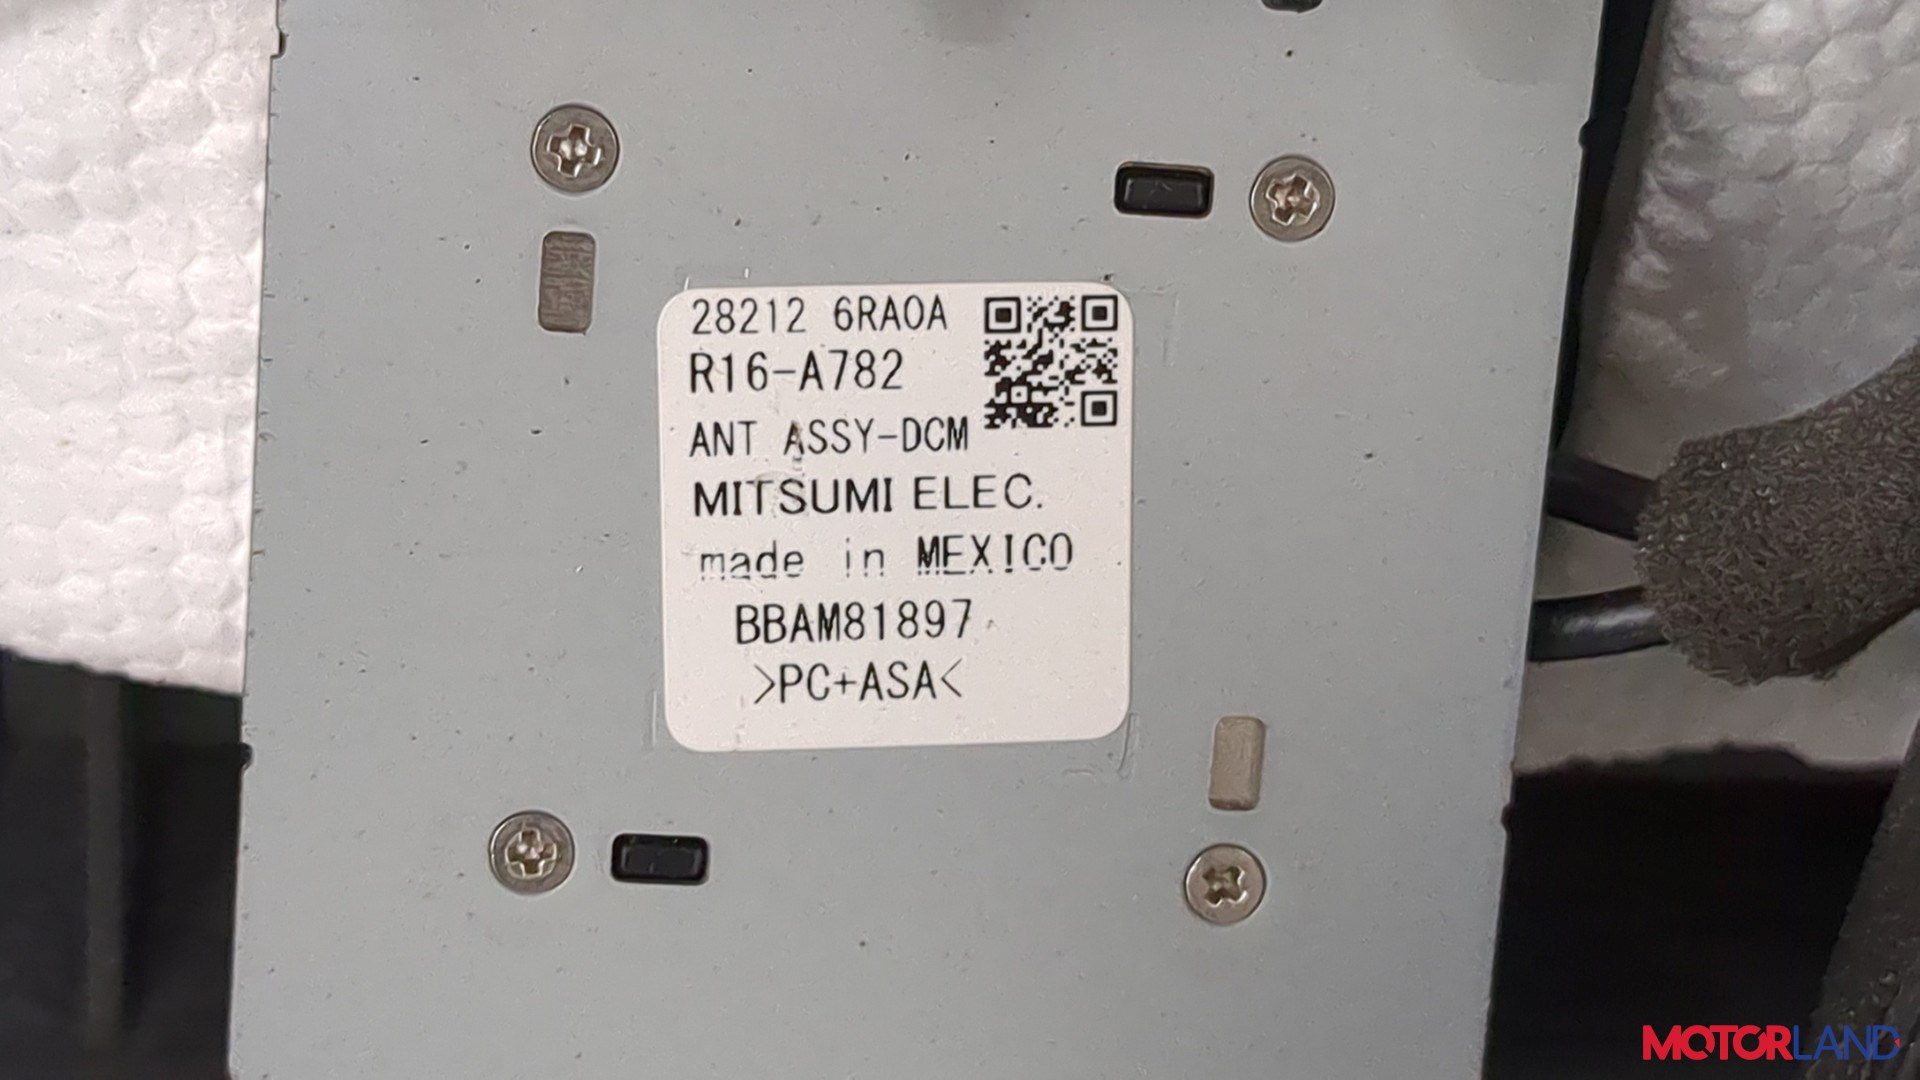 28212 6RA0A
R16-A782
ANT ASSY-DCM
MITSUMI ELEC.
made in MEXICO
BBAM81897
>PC+ASA<
MOTORLAND